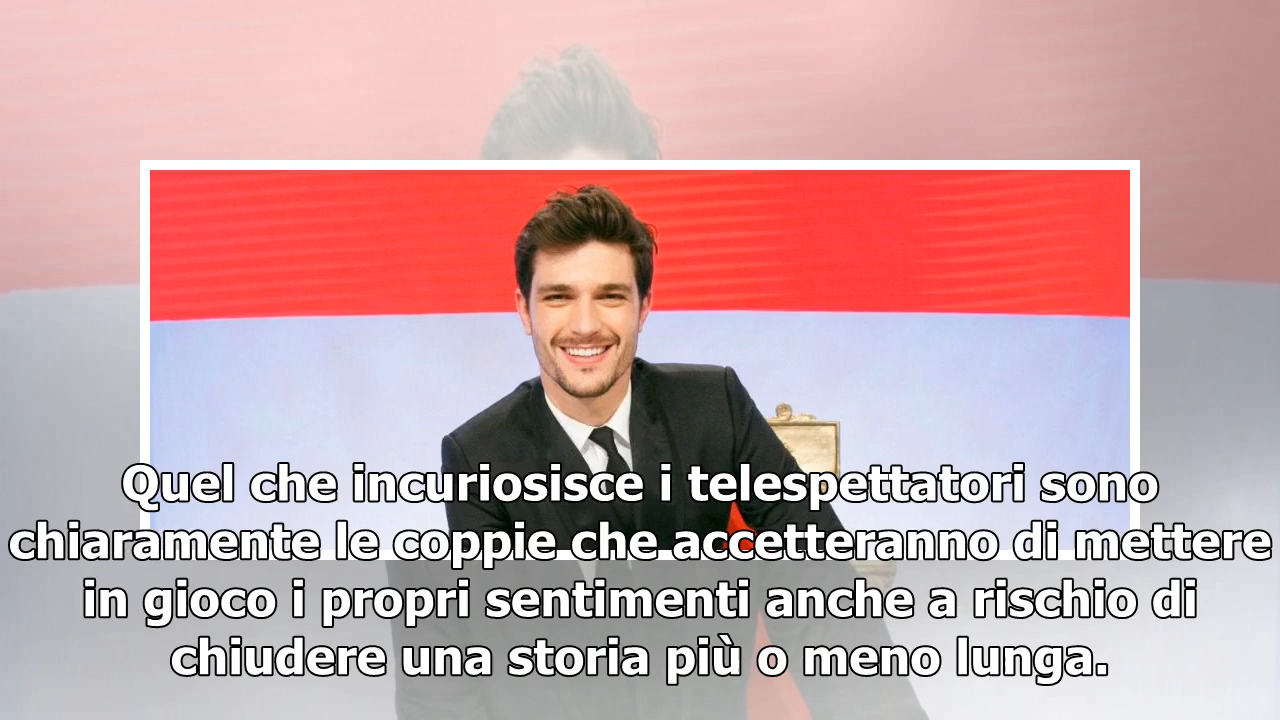 Quel che incuriosisce i telespettatori sono
chiaramente le coppie che accetteranno di mettere
in gioco i propri sentimenti anche a rischio di
chiudere una storia più o meno lunga.